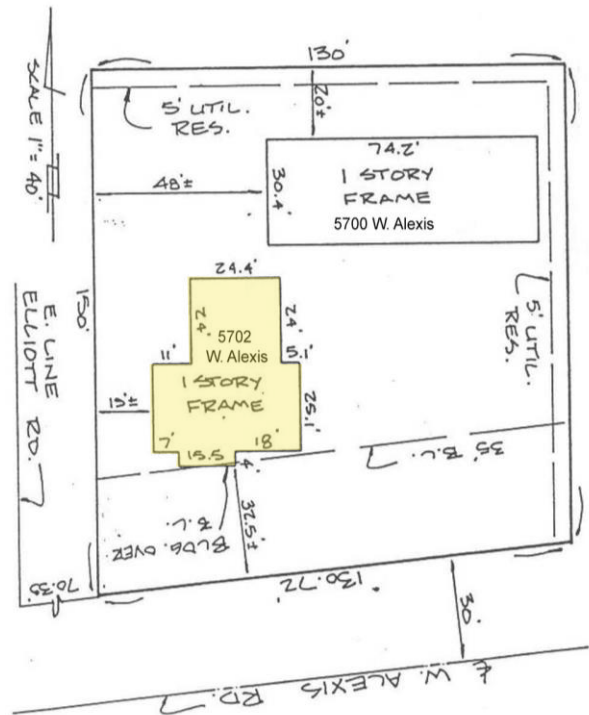 130'
SCALE 1" = 40'
5' UTIL.
RES.
20'±
74.2'
1 STORY
FRAME
5700 W. Alexis
30.4'
48'±
24.4'
24'
24'
5702
W. Alexis
11'
5.1'
1 STORY
FRAME
25.1'
15'±
7'
15.5'
18'
4'
150'
E. LINE
ELLIOTT RD.
5' UTIL.
RES.
35' B.L.
BLDG. OVER
B.L.
32.5'±
130.72'
70.35'
30'
℄ W. ALEXIS RD.